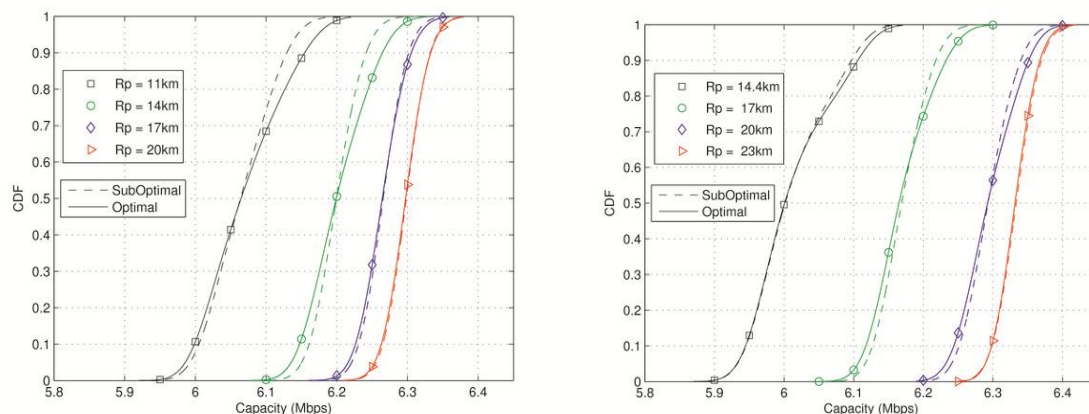 1
0.9
0.8
0.7
0.6
0.5
0.4
0.3
0.2
0.1
0
CDF
Rp = 11km
Rp = 14km
Rp = 17km
Rp = 20km
SubOptimal
Optimal
5.8 5.9 6 6.1 6.2 6.3 6.4
Capacity (Mbps)
1
0.9
0.8
0.7
0.6
0.5
0.4
0.3
0.2
0.1
0
CDF
Rp = 14.4km
Rp = 17km
Rp = 20km
Rp = 23km
SubOptimal
Optimal
5.8 5.9 6 6.1 6.2 6.3 6.4
Capacity (Mbps)